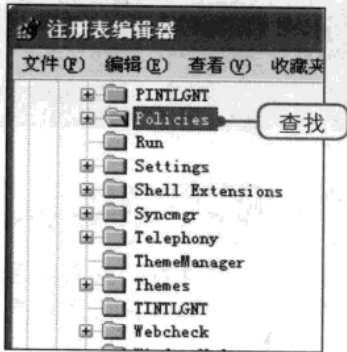 注册表编辑器
文件(F) 编辑(E) 查看(V) 收藏夹
PINTLGNT
Policies 查找
Run
Settings
Shell Extensions
Syncmgr
Telephony
ThemeManager
Themes
TINTLGNT
Webcheck